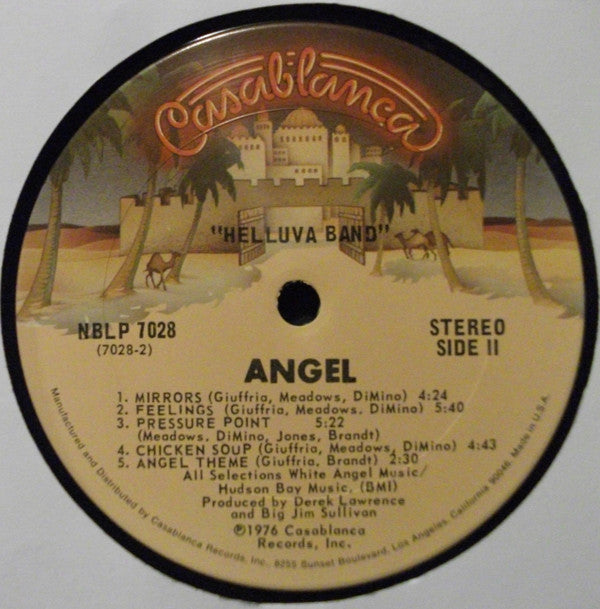 Casablanca
"HELLUVA BAND"
NBLP 7028
(7028-2)
STEREO
SIDE II
ANGEL
1. MIRRORS (Giuffria, Meadows, DiMino) 4:24
2. FEELINGS (Giuffria, Meadows, DiMino) 5:40
3. PRESSURE POINT 5:22
(Meadows, DiMino, Jones, Brandt)
4. CHICKEN SOUP (Giuffria, Meadows, DiMino) 4:43
5. ANGEL THEME (Giuffria, Brandt) 2:30
All Selections White Angel Music/
Hudson Bay Music, (BMI)
Produced by Derek Lawrence
and Big Jim Sullivan
℗1976 Casablanca
Records, Inc.
Manufactured and Distributed by Casablanca Records, Inc., 8255 Sunset Boulevard, Los Angeles, California 90046. Made in U.S.A.